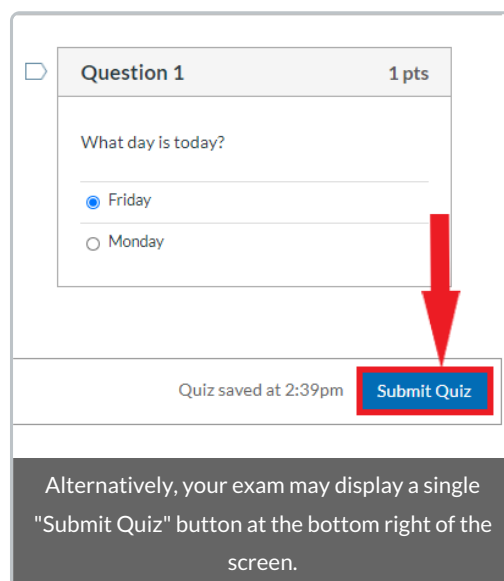 Question 1 1 pts
What day is today?
Friday
Monday
Quiz saved at 2:39pm Submit Quiz
Alternatively, your exam may display a single
"Submit Quiz" button at the bottom right of the
screen.